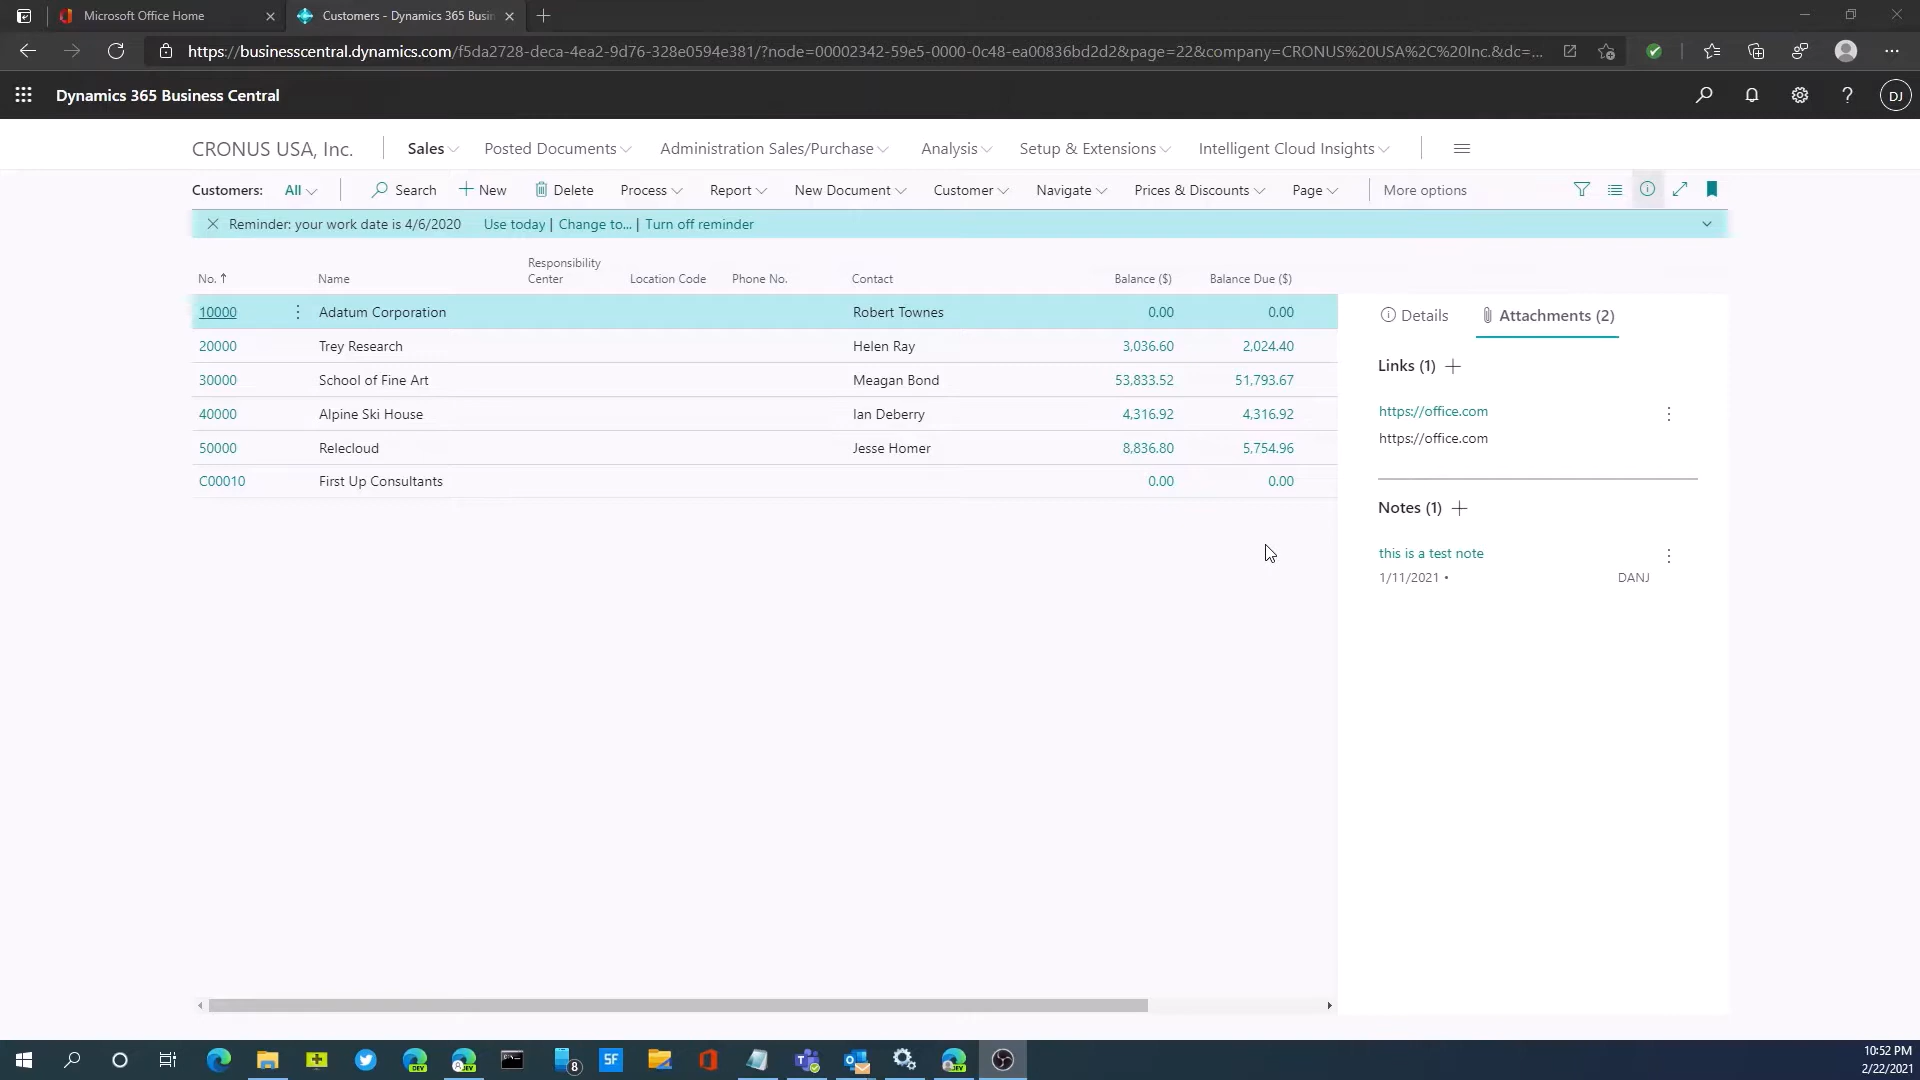 Microsoft Office Home
Customers - Dynamics 365 Busin
https://businesscentral.dynamics.com/f5da2728-deca-4ea2-9d76-328e0594e381/?node=00002342-59e5-0000-0c48-ea00836bd2d2&page=22&company=CRONUS%20USA%2C%20Inc.&dc=...
Dynamics 365 Business Central
DJ
CRONUS USA, Inc.
Sales
Posted Documents
Administration Sales/Purchase
Analysis
Setup & Extensions
Intelligent Cloud Insights
Customers:
All
Search
New
Delete
Process
Report
New Document
Customer
Navigate
Prices & Discounts
Page
More options
Reminder: your work date is 4/6/2020 Use today | Change to... | Turn off reminder
No. ↑ Name Responsibility Center Location Code Phone No. Contact Balance ($) Balance Due ($)
10000 Adatum Corporation Robert Townes 0.00 0.00
20000 Trey Research Helen Ray 3,036.60 2,024.40
30000 School of Fine Art Meagan Bond 53,833.52 51,793.67
40000 Alpine Ski House Ian Deberry 4,316.92 4,316.92
50000 Relecloud Jesse Homer 8,836.80 5,754.96
C00010 First Up Consultants 0.00 0.00
Details
Attachments (2)
Links (1)
https://office.com
https://office.com
Notes (1)
this is a test note
1/11/2021 • DANJ
DEV
DEV
8
SF
DEV
10:52 PM
2/22/2021